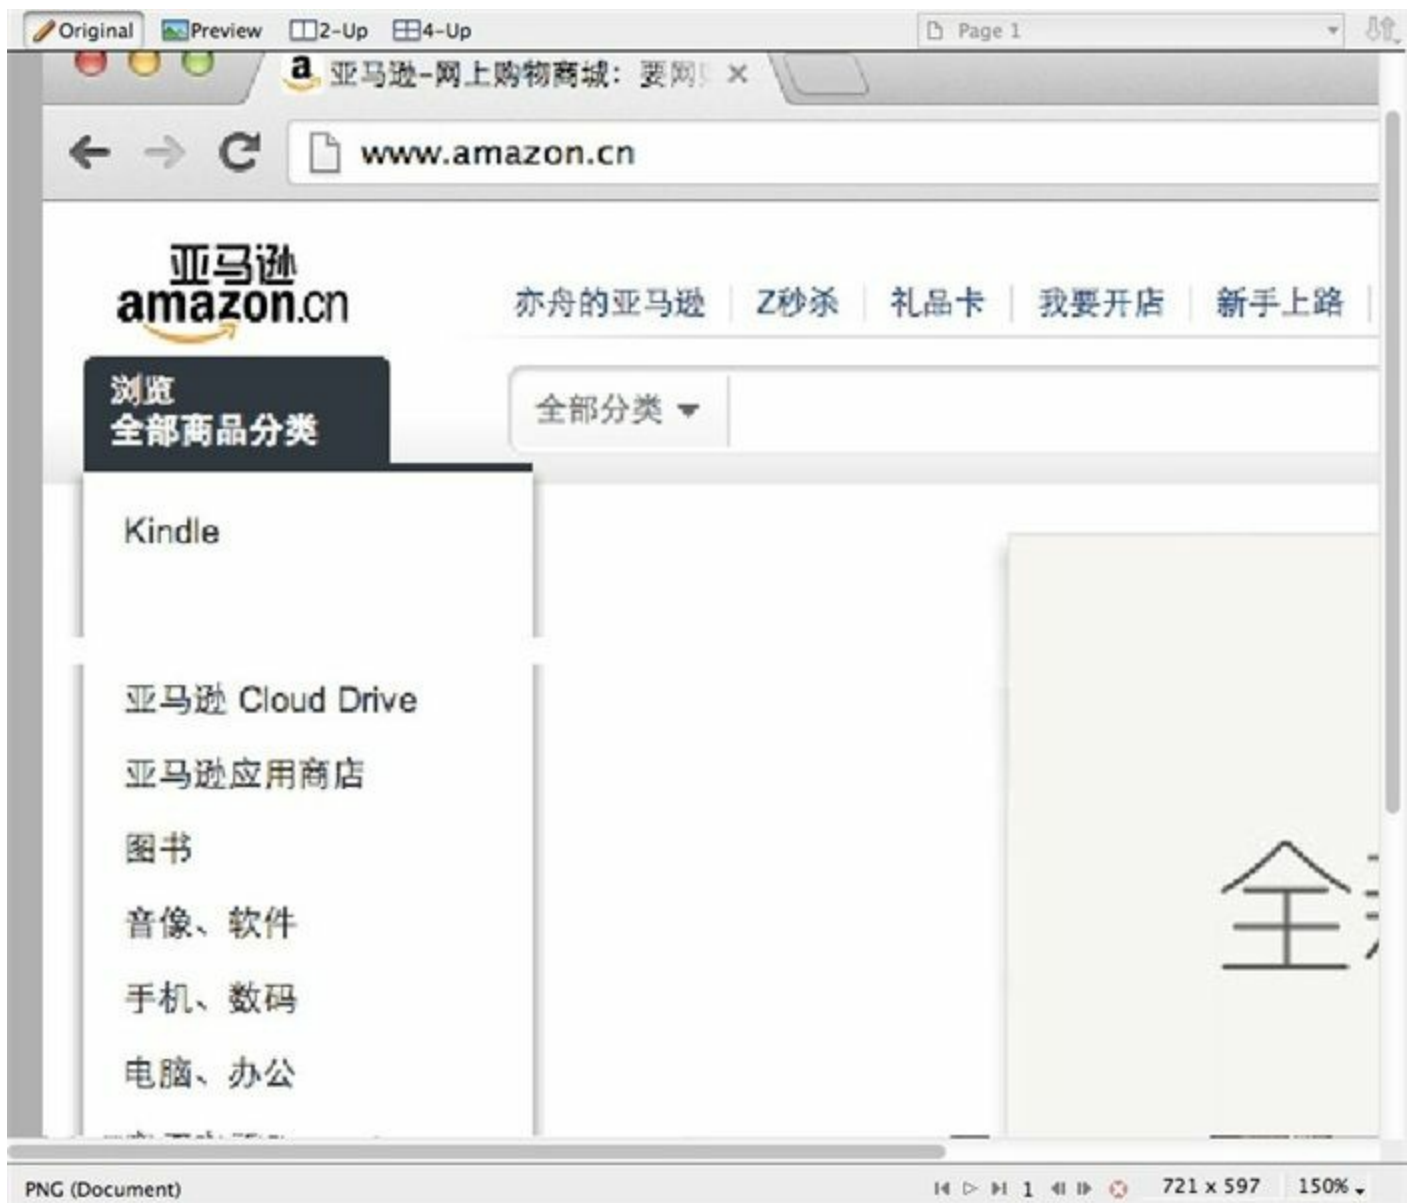 Original Preview 2-Up 4-Up Page 1
亚马逊-网上购物商城：要网
www.amazon.cn
亚马逊
amazon.cn
亦舟的亚马逊 Z秒杀 礼品卡 我要开店 新手上路
浏览
全部商品分类
全部分类
Kindle
亚马逊 Cloud Drive
亚马逊应用商店
图书
音像、软件
手机、数码
电脑、办公
全
PNG (Document) 1 721 x 597 150%